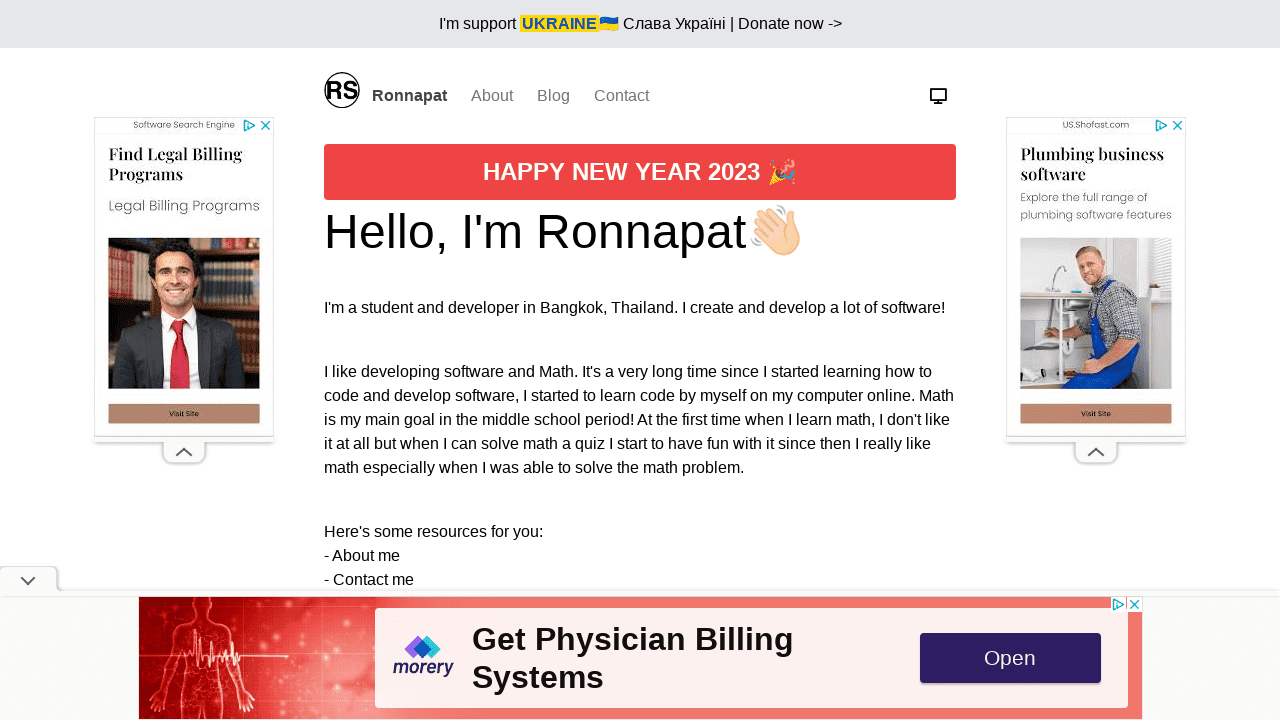 I'm support UKRAINE🇺🇦 Слава Україні | Donate now ->
RS Ronnapat About Blog Contact
HAPPY NEW YEAR 2023 🎉
Hello, I'm Ronnapat👋🏻
I'm a student and developer in Bangkok, Thailand. I create and develop a lot of software!
I like developing software and Math. It's a very long time since I started learning how to
code and develop software, I started to learn code by myself on my computer online. Math
is my main goal in the middle school period! At the first time when I learn math, I don't like
it at all but when I can solve math a quiz I start to have fun with it since then I really like
math especially when I was able to solve the math problem.
Here's some resources for you:
- About me
- Contact me
Software Search Engine
Find Legal Billing
Programs
Legal Billing Programs
Visit Site
US.Shofast.com
Plumbing business
software
Explore the full range of
plumbing software features
Visit Site
morery
Get Physician Billing
Systems
Open